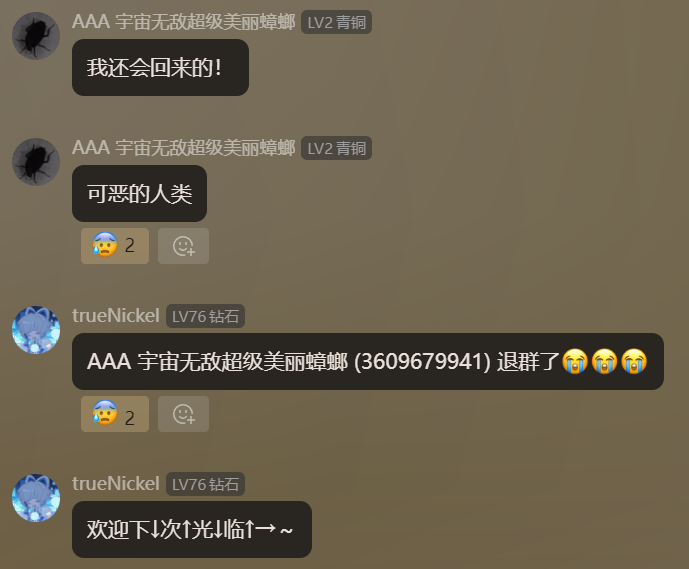 AAA 宇宙无敌超级美丽蟑螂 LV2 青铜
我还会回来的！
AAA 宇宙无敌超级美丽蟑螂 LV2 青铜
可恶的人类
😰 2
trueNickel LV76 钻石
AAA 宇宙无敌超级美丽蟑螂 (3609679941) 退群了😭😭😭
😰 2
trueNickel LV76 钻石
欢迎下↓次↑光↓临↑→～